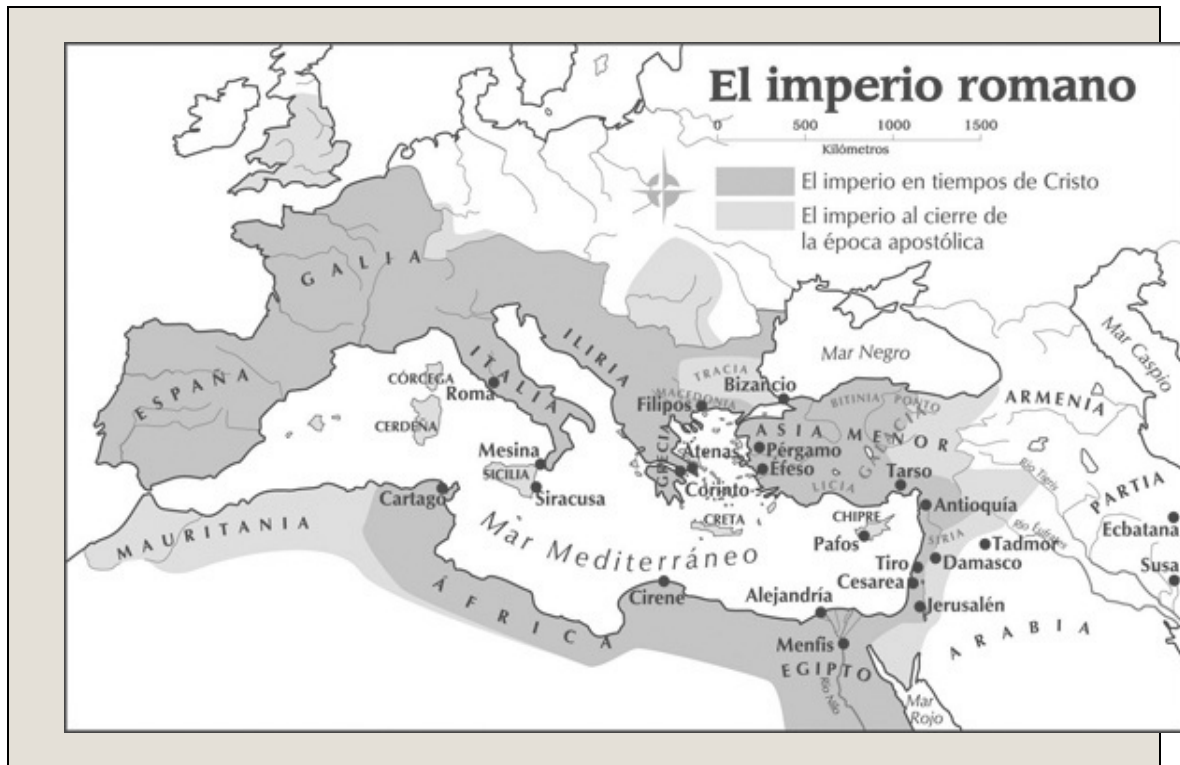 El imperio romano
0 500 1000 1500
Kilómetros
El imperio en tiempos de Cristo
El imperio al cierre de
la época apostólica
GALIA
ESPAÑA
ITALIA
ILIRIA
CÓRCEGA
Roma
CERDEÑA
Mesina
SICILIA
Siracusa
Cartago
MAURITANIA
ÁFRICA
Mar Mediterráneo
TRACIA
MACEDONIA
Bizancio
Filipos
GRECIA
Atenas
Corinto
CRETA
Mar Negro
BITINIA
PONTO
ASIA MENOR
GALACIA
Pérgamo
Efeso
LICIA
Tarso
CHIPRE
Pafos
Antioquía
SIRIA
Tadmor
Damasco
Tiro
Cesarea
Jerusalén
Cirene
Alejandría
Menfis
EGIPTO
Río Nilo
Mar
Rojo
ARABIA
ARMENIA
Mar Caspio
Río Tigris
Río Eufrates
PARTIA
Ecbatana
Susa